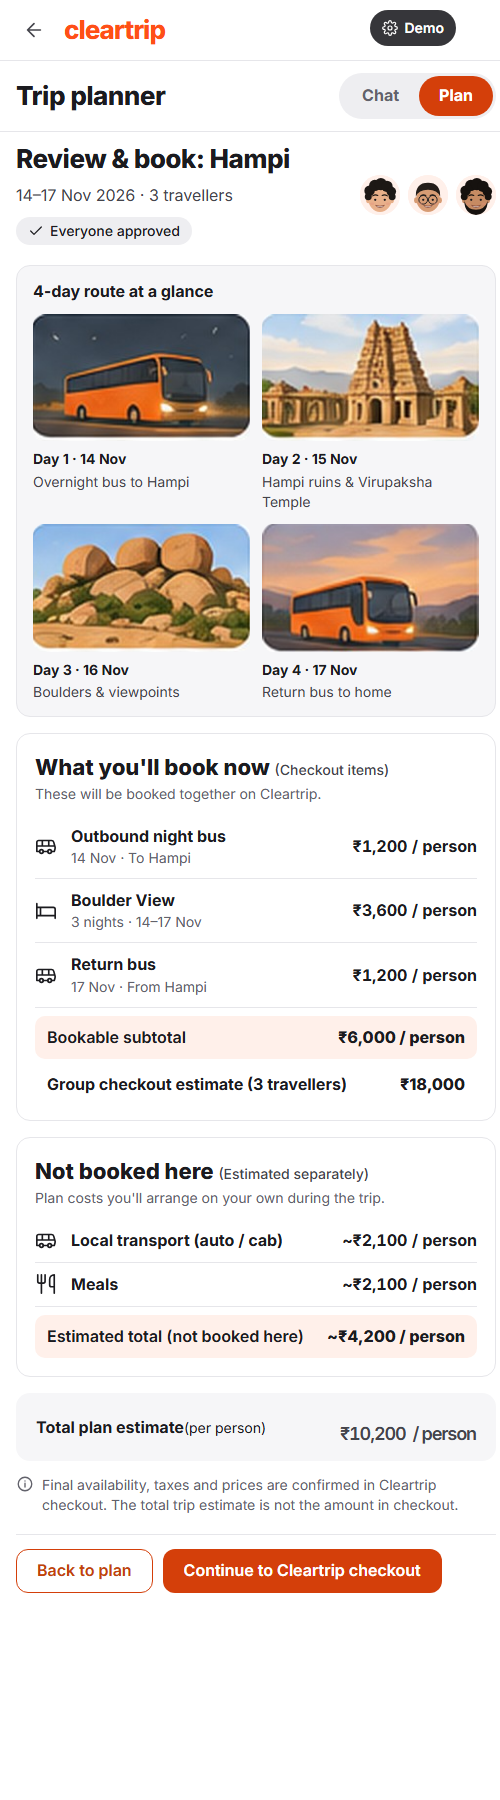 cleartrip
Demo
Trip planner
Chat
Plan
Review & book: Hampi
14–17 Nov 2026 · 3 travellers
Everyone approved
4-day route at a glance
Day 1 · 14 Nov
Overnight bus to Hampi
Day 2 · 15 Nov
Hampi ruins & Virupaksha
Temple
Day 3 · 16 Nov
Boulders & viewpoints
Day 4 · 17 Nov
Return bus to home
What you'll book now (Checkout items)
These will be booked together on Cleartrip.
Outbound night bus
14 Nov · To Hampi
₹1,200 / person
Boulder View
3 nights · 14–17 Nov
₹3,600 / person
Return bus
17 Nov · From Hampi
₹1,200 / person
Bookable subtotal ₹6,000 / person
Group checkout estimate (3 travellers) ₹18,000
Not booked here (Estimated separately)
Plan costs you'll arrange on your own during the trip.
Local transport (auto / cab) ~₹2,100 / person
Meals ~₹2,100 / person
Estimated total (not booked here) ~₹4,200 / person
Total plan estimate(per person) ₹10,200 / person
Final availability, taxes and prices are confirmed in Cleartrip
checkout. The total trip estimate is not the amount in checkout.
Back to plan
Continue to Cleartrip checkout